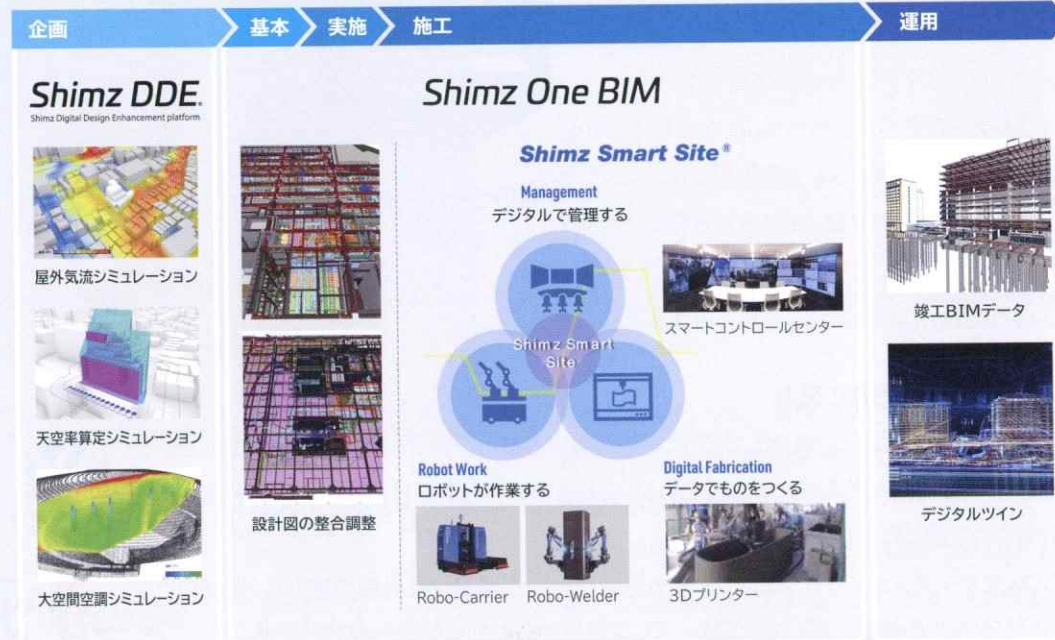 企画
基本
実施
施工
運用
Shimz DDE.
Shimz Digital Design Enhancement platform
屋外気流シミュレーション
天空率算定シミュレーション
大空間空調シミュレーション
Shimz One BIM
設計図の整合調整
Shimz Smart Site®
Management
デジタルで管理する
Shimz Smart
Site
スマートコントロールセンター
Robot Work
ロボットが作業する
Robo-Carrier
Robo-Welder
Digital Fabrication
データでものをつくる
3Dプリンター
竣工BIMデータ
デジタルツイン